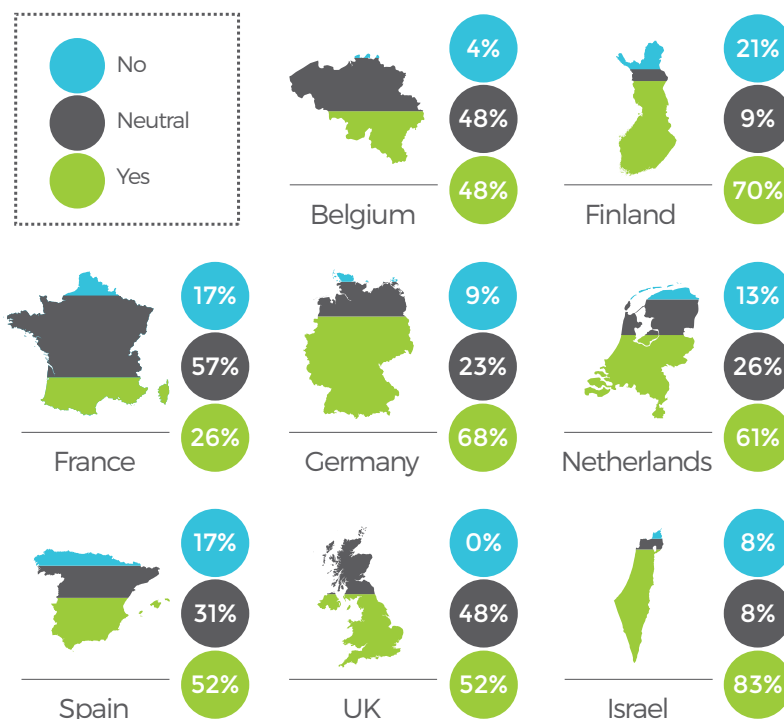 No
Neutral
Yes
4%
48%
48%
Belgium
21%
9%
70%
Finland
17%
57%
26%
France
9%
23%
68%
Germany
13%
26%
61%
Netherlands
17%
31%
52%
Spain
0%
48%
52%
UK
8%
8%
83%
Israel